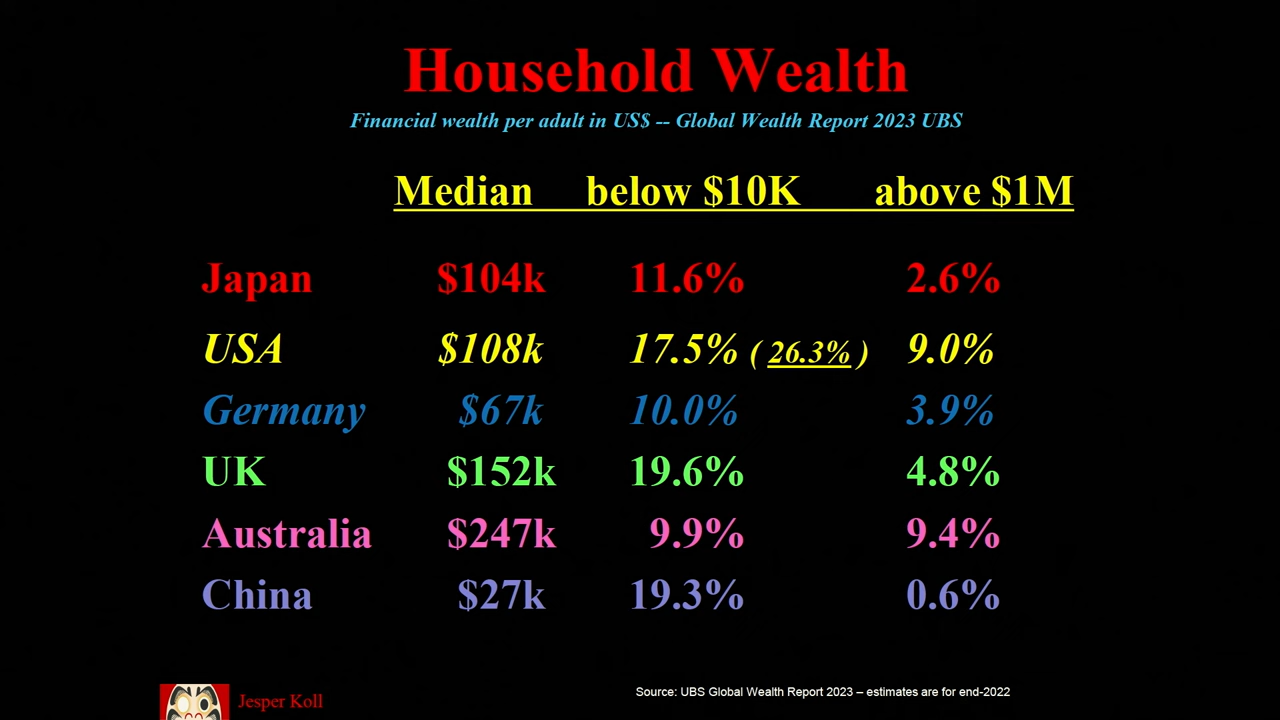 Household Wealth
Financial wealth per adult in US$ -- Global Wealth Report 2023 UBS
Median below $10K above $1M
Japan $104k 11.6% 2.6%
USA $108k 17.5% ( 26.3% ) 9.0%
Germany $67k 10.0% 3.9%
UK $152k 19.6% 4.8%
Australia $247k 9.9% 9.4%
China $27k 19.3% 0.6%
Source: UBS Global Wealth Report 2023 – estimates are for end-2022
Jesper Koll